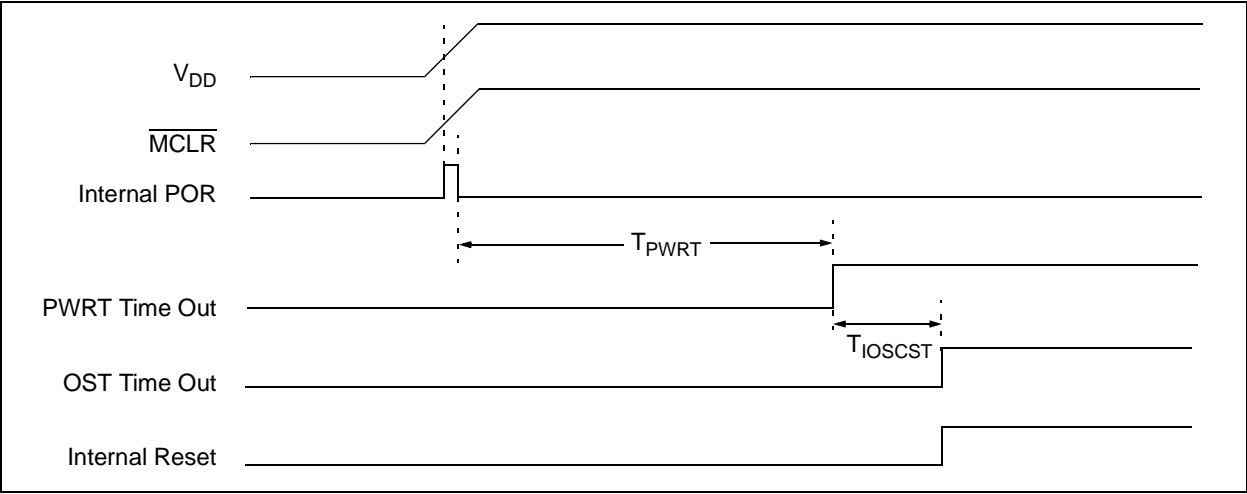 VDD
MCLR
Internal POR
TPWRT
PWRT Time Out
TIOSCST
OST Time Out
Internal Reset